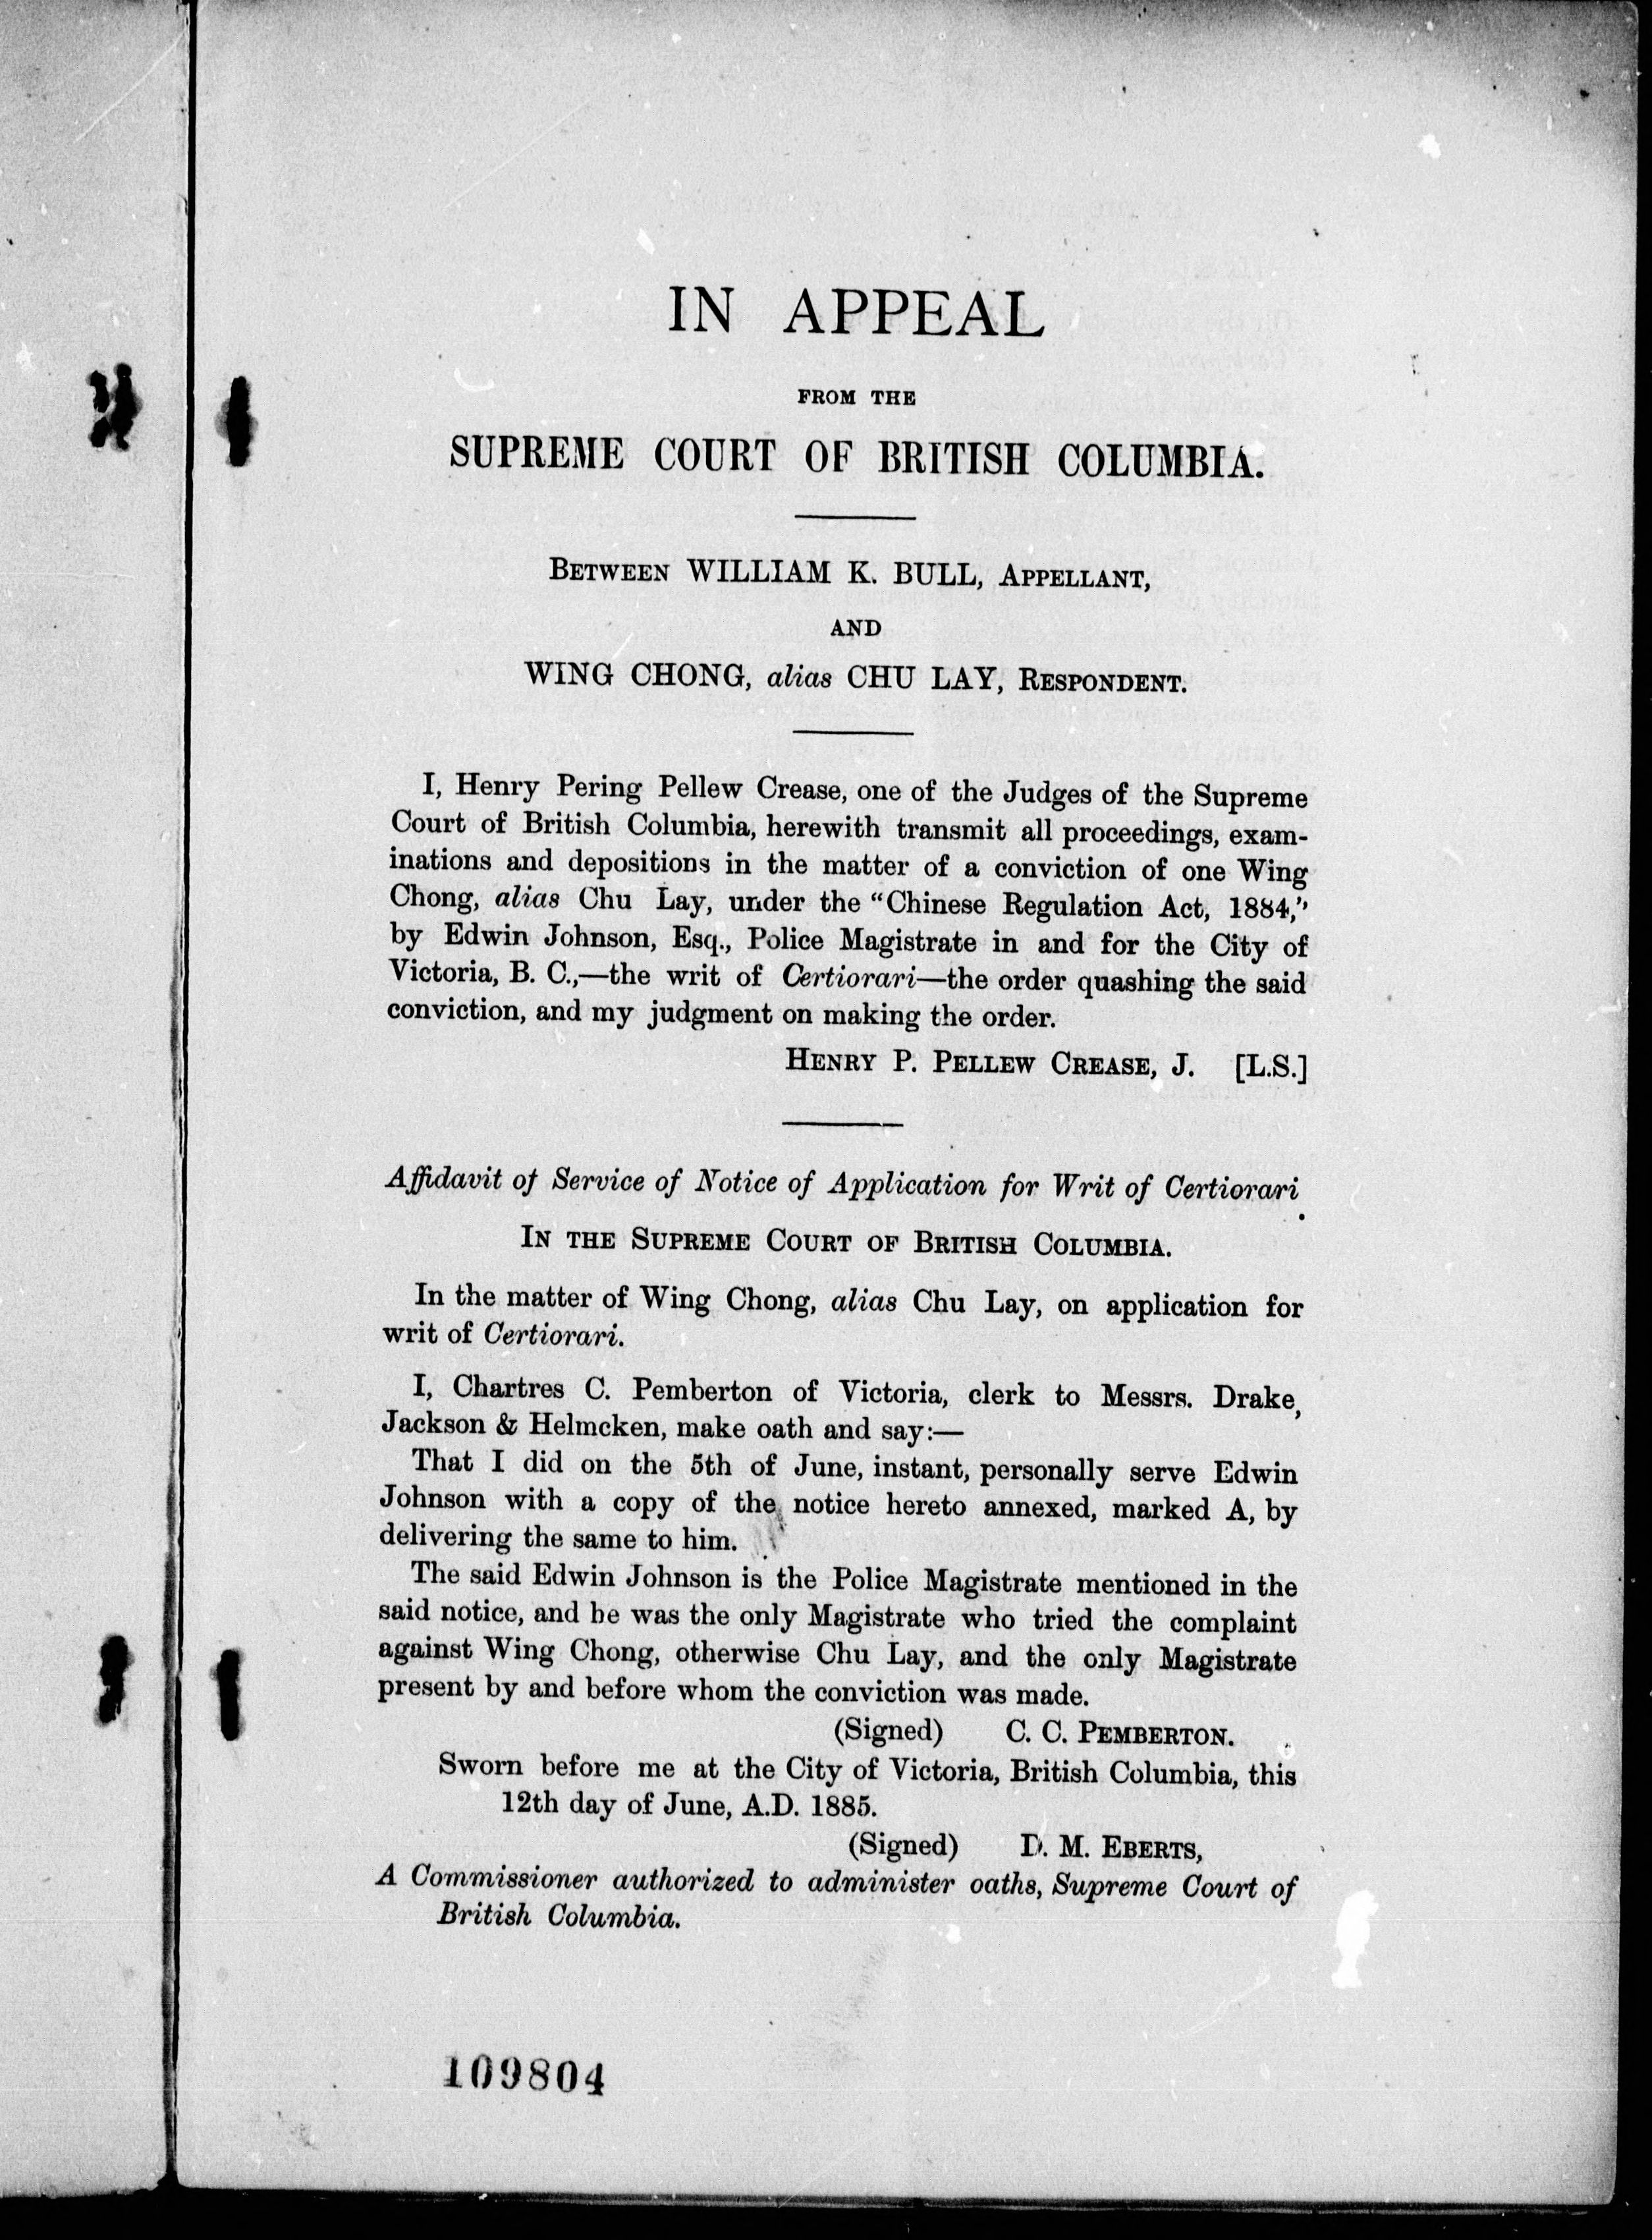 IN APPEAL
FROM THE
SUPREME COURT OF BRITISH COLUMBIA.
BETWEEN WILLIAM K. BULL, APPELLANT,
AND
WING CHONG, alias CHU LAY, RESPONDENT.
I, Henry Pering Pellew Crease, one of the Judges of the Supreme
Court of British Columbia, herewith transmit all proceedings, exam-
inations and depositions in the matter of a conviction of one Wing
Chong, alias Chu Lay, under the "Chinese Regulation Act, 1884,"
by Edwin Johnson, Esq., Police Magistrate in and for the City of
Victoria, B. C.,—the writ of Certiorari—the order quashing the said
conviction, and my judgment on making the order.
HENRY P. PELLEW CREASE, J. [L.S.]
Affidavit of Service of Notice of Application for Writ of Certiorari.
IN THE SUPREME COURT OF BRITISH COLUMBIA.
In the matter of Wing Chong, alias Chu Lay, on application for
writ of Certiorari.
I, Chartres C. Pemberton of Victoria, clerk to Messrs. Drake,
Jackson & Helmcken, make oath and say:—
That I did on the 5th of June, instant, personally serve Edwin
Johnson with a copy of the notice hereto annexed, marked A, by
delivering the same to him.
The said Edwin Johnson is the Police Magistrate mentioned in the
said notice, and he was the only Magistrate who tried the complaint
against Wing Chong, otherwise Chu Lay, and the only Magistrate
present by and before whom the conviction was made.
(Signed) C. C. PEMBERTON.
Sworn before me at the City of Victoria, British Columbia, this
12th day of June, A.D. 1885.
(Signed) D. M. EBERTS,
A Commissioner authorized to administer oaths, Supreme Court of
British Columbia.
109804